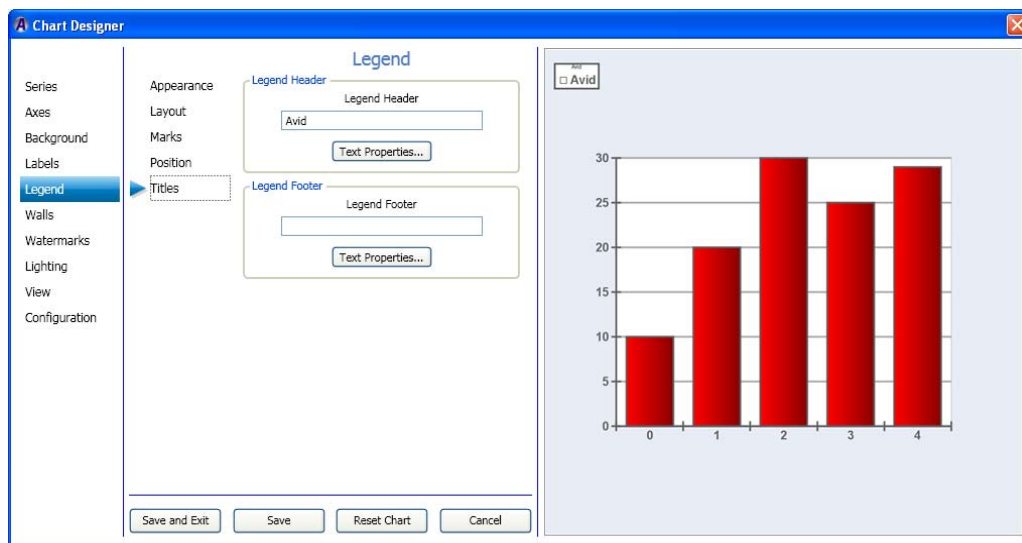 Chart Designer
Series
Axes
Background
Labels
Legend
Walls
Watermarks
Lighting
View
Configuration
Appearance
Layout
Marks
Position
Titles
Legend
Legend Header
Legend Header
Avid
Text Properties...
Legend Footer
Legend Footer
Text Properties...
Save and Exit
Save
Reset Chart
Cancel
Avid
Avid
30
25
20
15
10
5
0
0 1 2 3 4